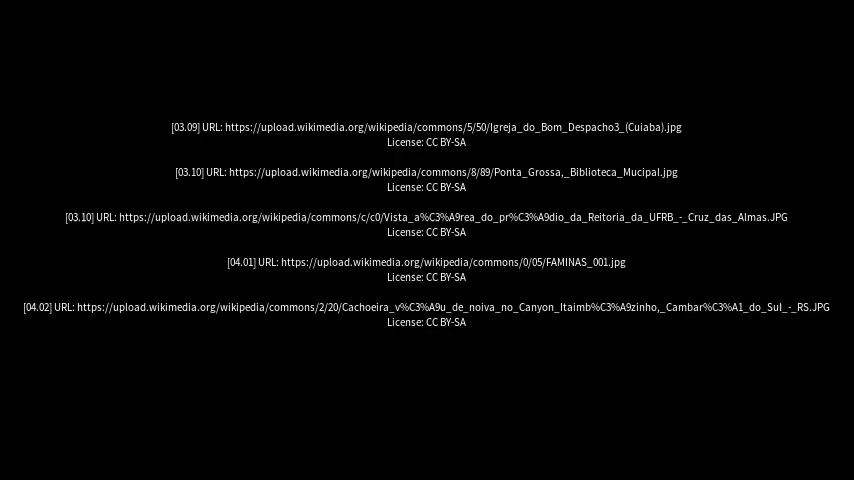 [03.09] URL: https://upload.wikimedia.org/wikipedia/commons/5/50/Igreja_do_Bom_Despacho3_(Cuiaba).jpg
License: CC BY-SA
[03.10] URL: https://upload.wikimedia.org/wikipedia/commons/8/89/Ponta_Grossa,_Biblioteca_Mucipal.jpg
License: CC BY-SA
[03.10] URL: https://upload.wikimedia.org/wikipedia/commons/c/c0/Vista_a%C3%A9rea_do_pr%C3%A9dio_da_Reitoria_da_UFRB_-_Cruz_das_Almas.JPG
License: CC BY-SA
[04.01] URL: https://upload.wikimedia.org/wikipedia/commons/0/05/FAMINAS_001.jpg
License: CC BY-SA
[04.02] URL: https://upload.wikimedia.org/wikipedia/commons/2/20/Cachoeira_v%C3%A9u_de_noiva_no_Canyon_Itaimb%C3%A9zinho,_Cambar%C3%A1_do_Sul_-_RS.JPG
License: CC BY-SA